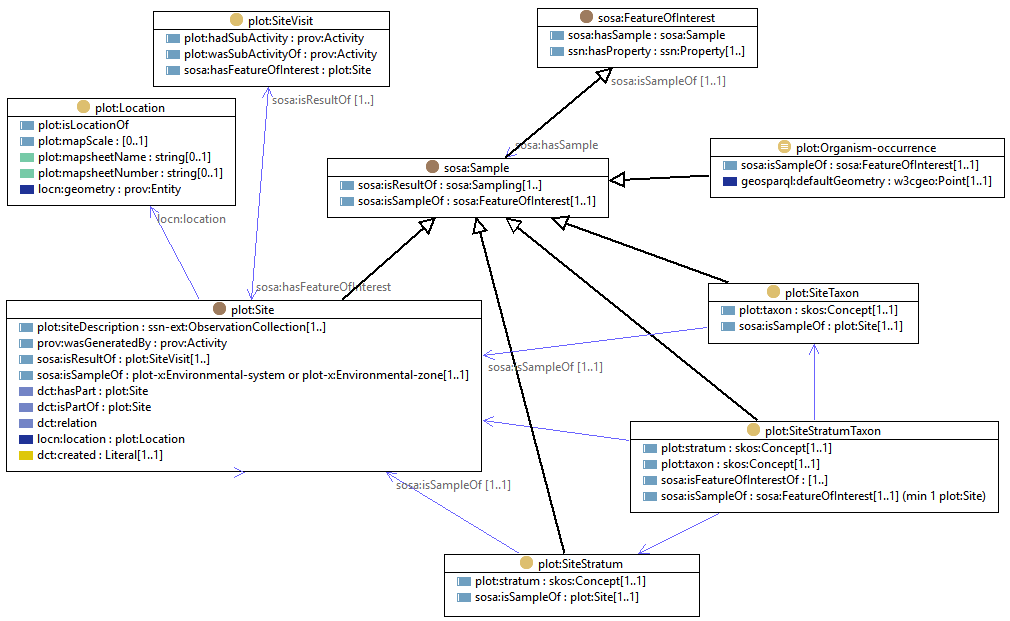 plot:SiteVisit
plot:hadSubActivity : prov:Activity
plot:wasSubActivityOf : prov:Activity
sosa:hasFeatureOfInterest : plot:Site
sosa:FeatureOfInterest
sosa:hasSample : sosa:Sample
ssn:hasProperty : ssn:Property[1..]
sosa:isSampleOf [1..1]
sosa:isResultOf [1..]
plot:Location
plot:isLocationOf
plot:mapScale : [0..1]
plot:mapsheetName : string[0..1]
plot:mapsheetNumber : string[0..1]
locn:geometry : prov:Entity
sosa:hasSample
plot:Organism-occurrence
sosa:isSampleOf : sosa:FeatureOfInterest[1..1]
geosparql:defaultGeometry : w3cgeo:Point[1..1]
sosa:Sample
sosa:isResultOf : sosa:Sampling[1..]
sosa:isSampleOf : sosa:FeatureOfInterest[1..1]
locn:location
sosa:hasFeatureOfInterest
plot:Site
plot:siteDescription : ssn-ext:ObservationCollection[1..]
prov:wasGeneratedBy : prov:Activity
sosa:isResultOf : plot:SiteVisit[1..]
sosa:isSampleOf : plot-x:Environmental-system or plot-x:Environmental-zone[1..1]
dct:hasPart : plot:Site
dct:isPartOf : plot:Site
dct:relation
locn:location : plot:Location
dct:created : Literal[1..1]
plot:SiteTaxon
plot:taxon : skos:Concept[1..1]
sosa:isSampleOf : plot:Site[1..1]
sosa:isSampleOf [1..1]
plot:SiteStratumTaxon
plot:stratum : skos:Concept[1..1]
plot:taxon : skos:Concept[1..1]
sosa:isFeatureOfInterestOf : [1..]
sosa:isSampleOf : sosa:FeatureOfInterest[1..1] (min 1 plot:Site)
sosa:isSampleOf [1..1]
plot:SiteStratum
plot:stratum : skos:Concept[1..1]
sosa:isSampleOf : plot:Site[1..1]